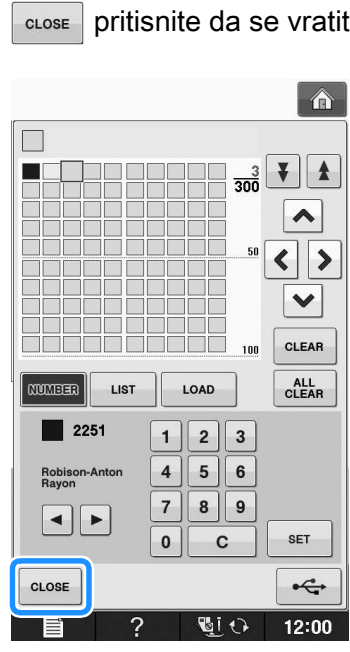 CLOSE pritisnite da se vratit
3
300
50
100
CLEAR
NUMBER LIST LOAD ALL CLEAR
2251
1 2 3
Robison-Anton
Rayon
4 5 6
7 8 9
0 C SET
CLOSE
? 12:00